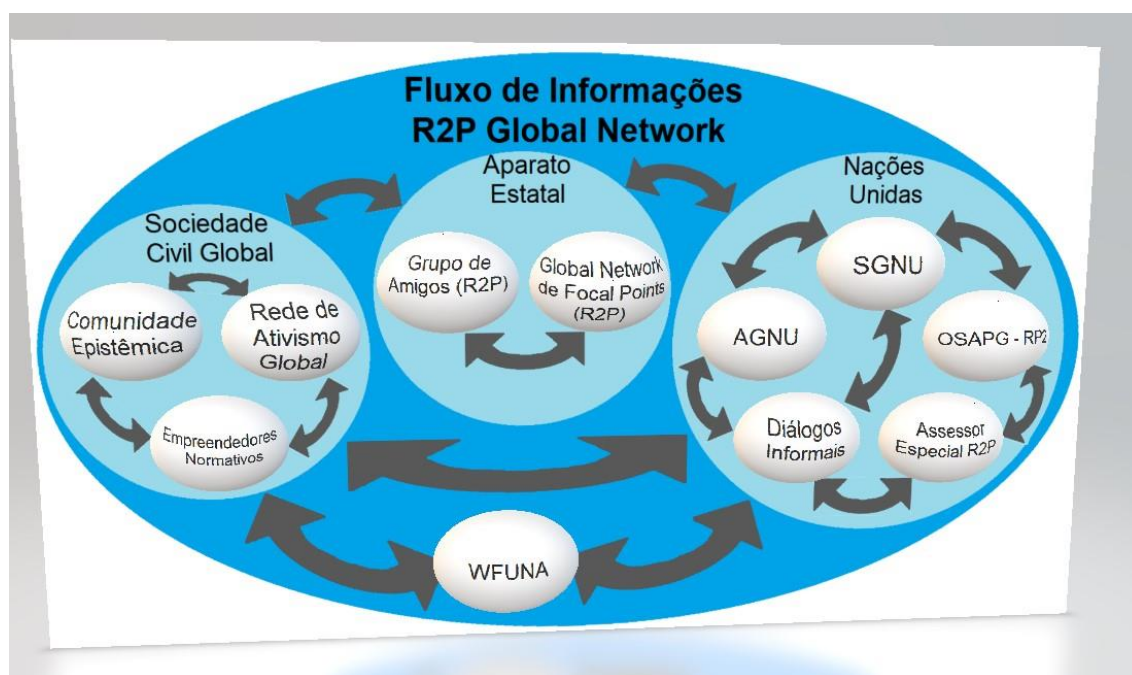 Fluxo de Informações
R2P Global Network
Sociedade
Civil Global
Comunidade
Epistêmica
Rede de
Ativismo
Global
Empreendedores
Normativos
Aparato
Estatal
Grupo de
Amigos (R2P)
Global Network
de Focal Points
(R2P)
Nações
Unidas
SGNU
AGNU
OSAPG - RP2
Diálogos
Informais
Assessor
Especial R2P
WFUNA